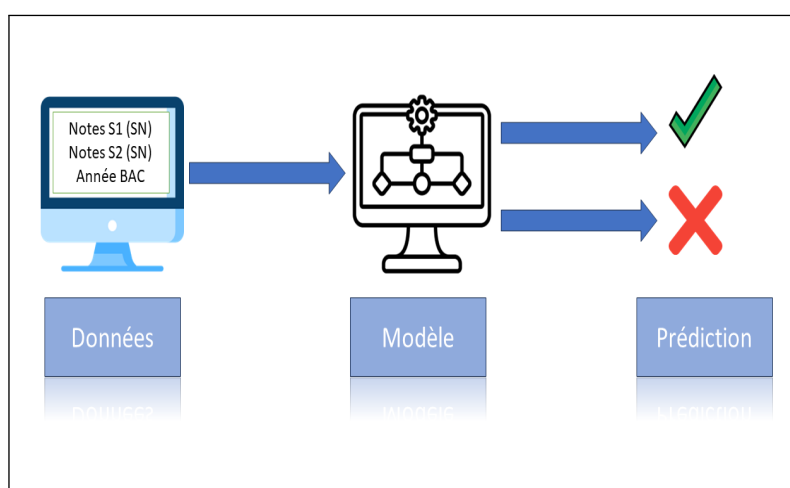 Notes S1 (SN)
Notes S2 (SN)
Année BAC
Données
Modèle
Prédiction